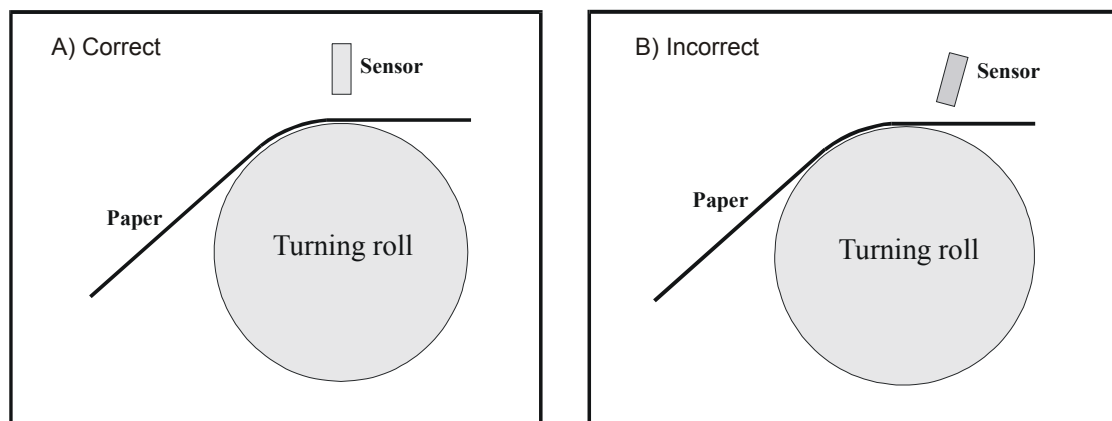 A) Correct
Sensor
Paper
Turning roll
B) Incorrect
Sensor
Paper
Turning roll